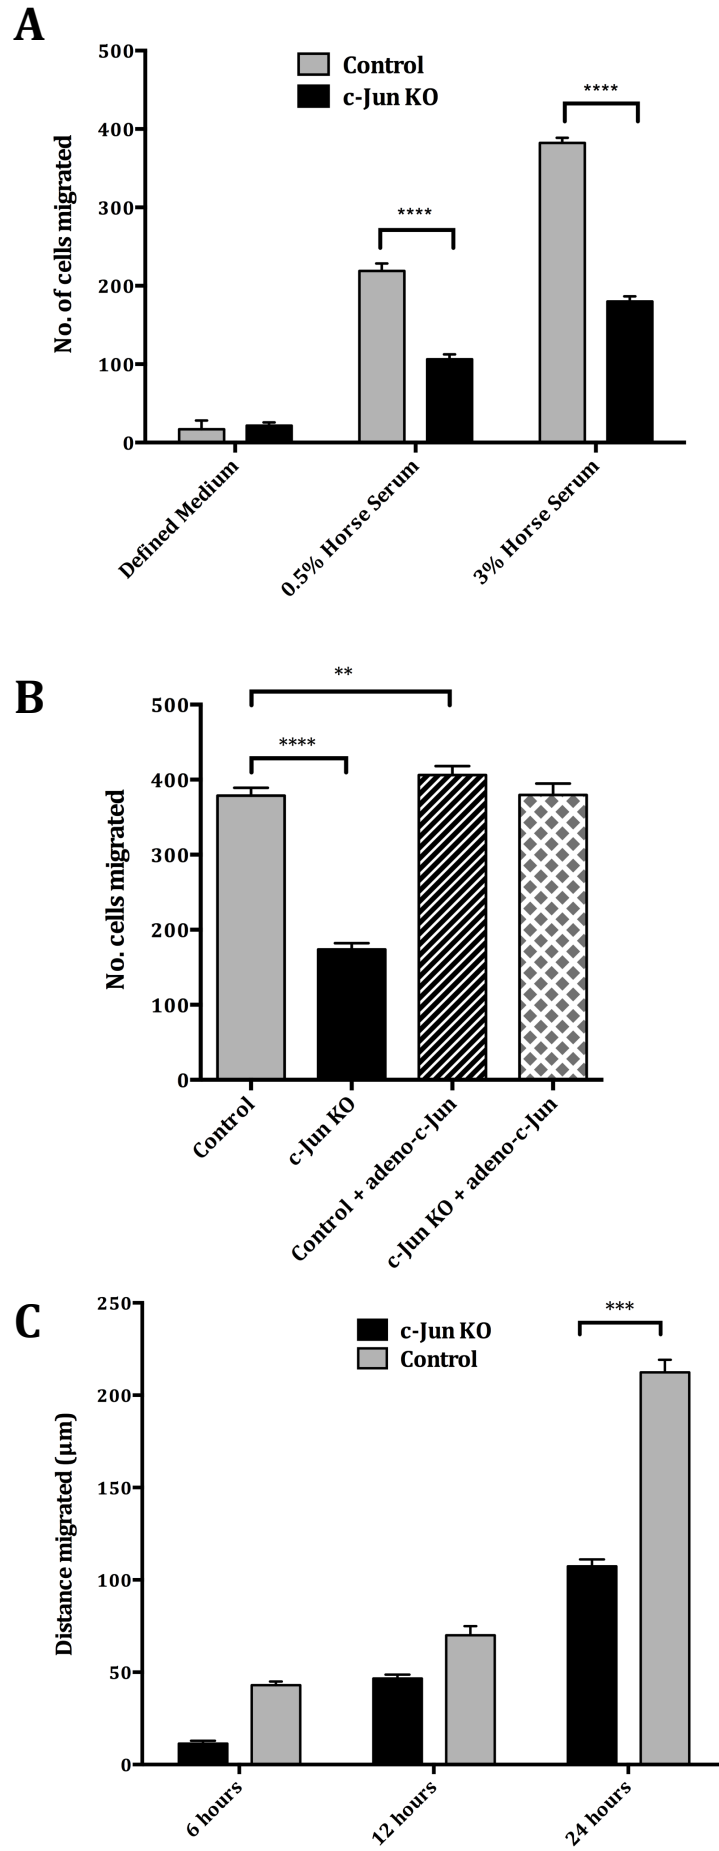 A
500
400
300
200
100
0
No. of cells migrated
Control
c-Jun KO
****
****
Defined Medium
0.5% Horse Serum
3% Horse Serum
B
500
400
300
200
100
0
No. cells migrated
**
****
Control
c-Jun KO
Control + adeno-c-Jun
c-Jun KO + adeno-c-Jun
C
250
200
150
100
50
0
Distance migrated (µm)
c-Jun KO
Control
***
6 hours
12 hours
24 hours